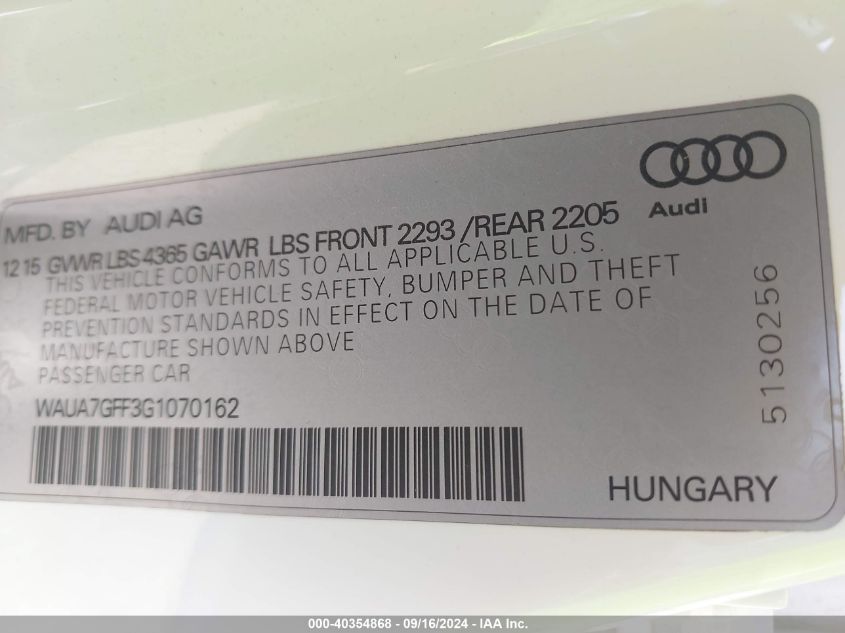 MFD. BY AUDI AG
Audi
12 15 GVWR LBS 4365 GAWR LBS FRONT 2293 /REAR 2205
THIS VEHICLE CONFORMS TO ALL APPLICABLE U.S.
FEDERAL MOTOR VEHICLE SAFETY, BUMPER AND THEFT
PREVENTION STANDARDS IN EFFECT ON THE DATE OF
MANUFACTURE SHOWN ABOVE
PASSENGER CAR
WAUA7GFF3G1070162
5130256
HUNGARY
000-40354868 - 09/16/2024 - IAA Inc.